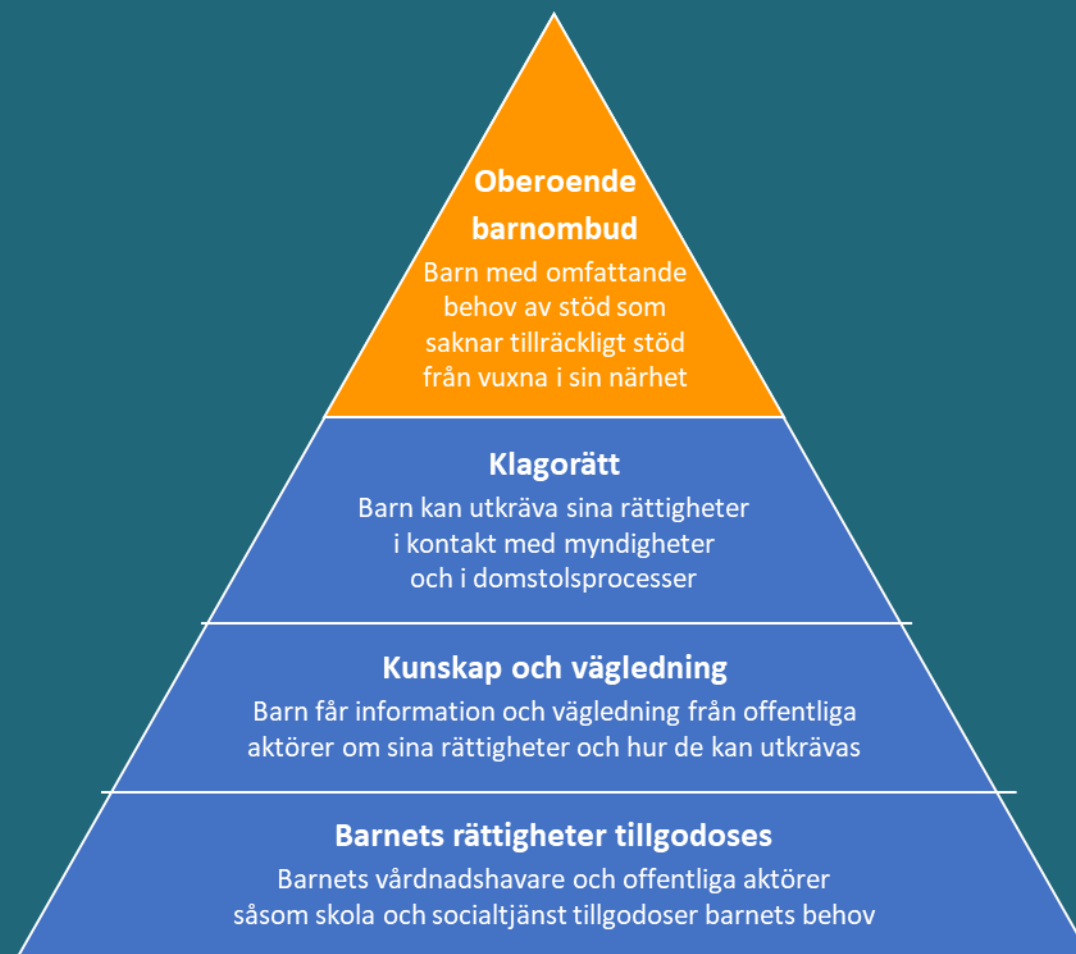 Oberoende
barnombud
Barn med omfattande
behov av stöd som
saknar tillräckligt stöd
från vuxna i sin närhet
Klagorätt
Barn kan utkräva sina rättigheter
i kontakt med myndigheter
och i domstolsprocesser
Kunskap och vägledning
Barn får information och vägledning från offentliga
aktörer om sina rättigheter och hur de kan utkrävas
Barnets rättigheter tillgodoses
Barnets vårdnadshavare och offentliga aktörer
såsom skola och socialtjänst tillgodoser barnets behov